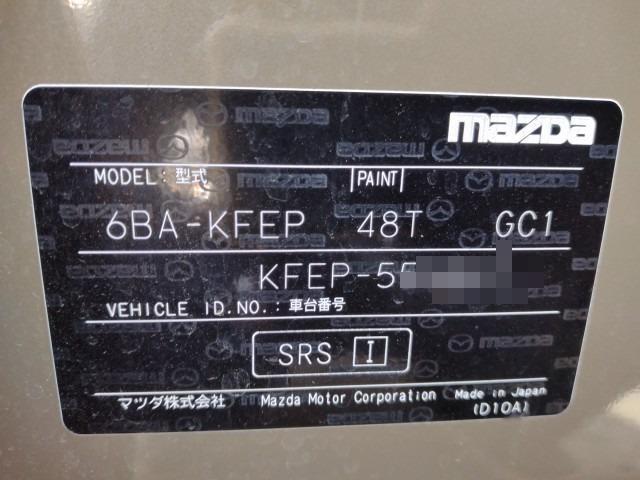 mazda
MODEL: 型式 PAINT
6BA-KFEP 48T GC1
KFEP-5
VEHICLE ID.NO.: 車台番号
SRS I
マツダ株式会社 Mazda Motor Corporation Made in Japan
(D10A)